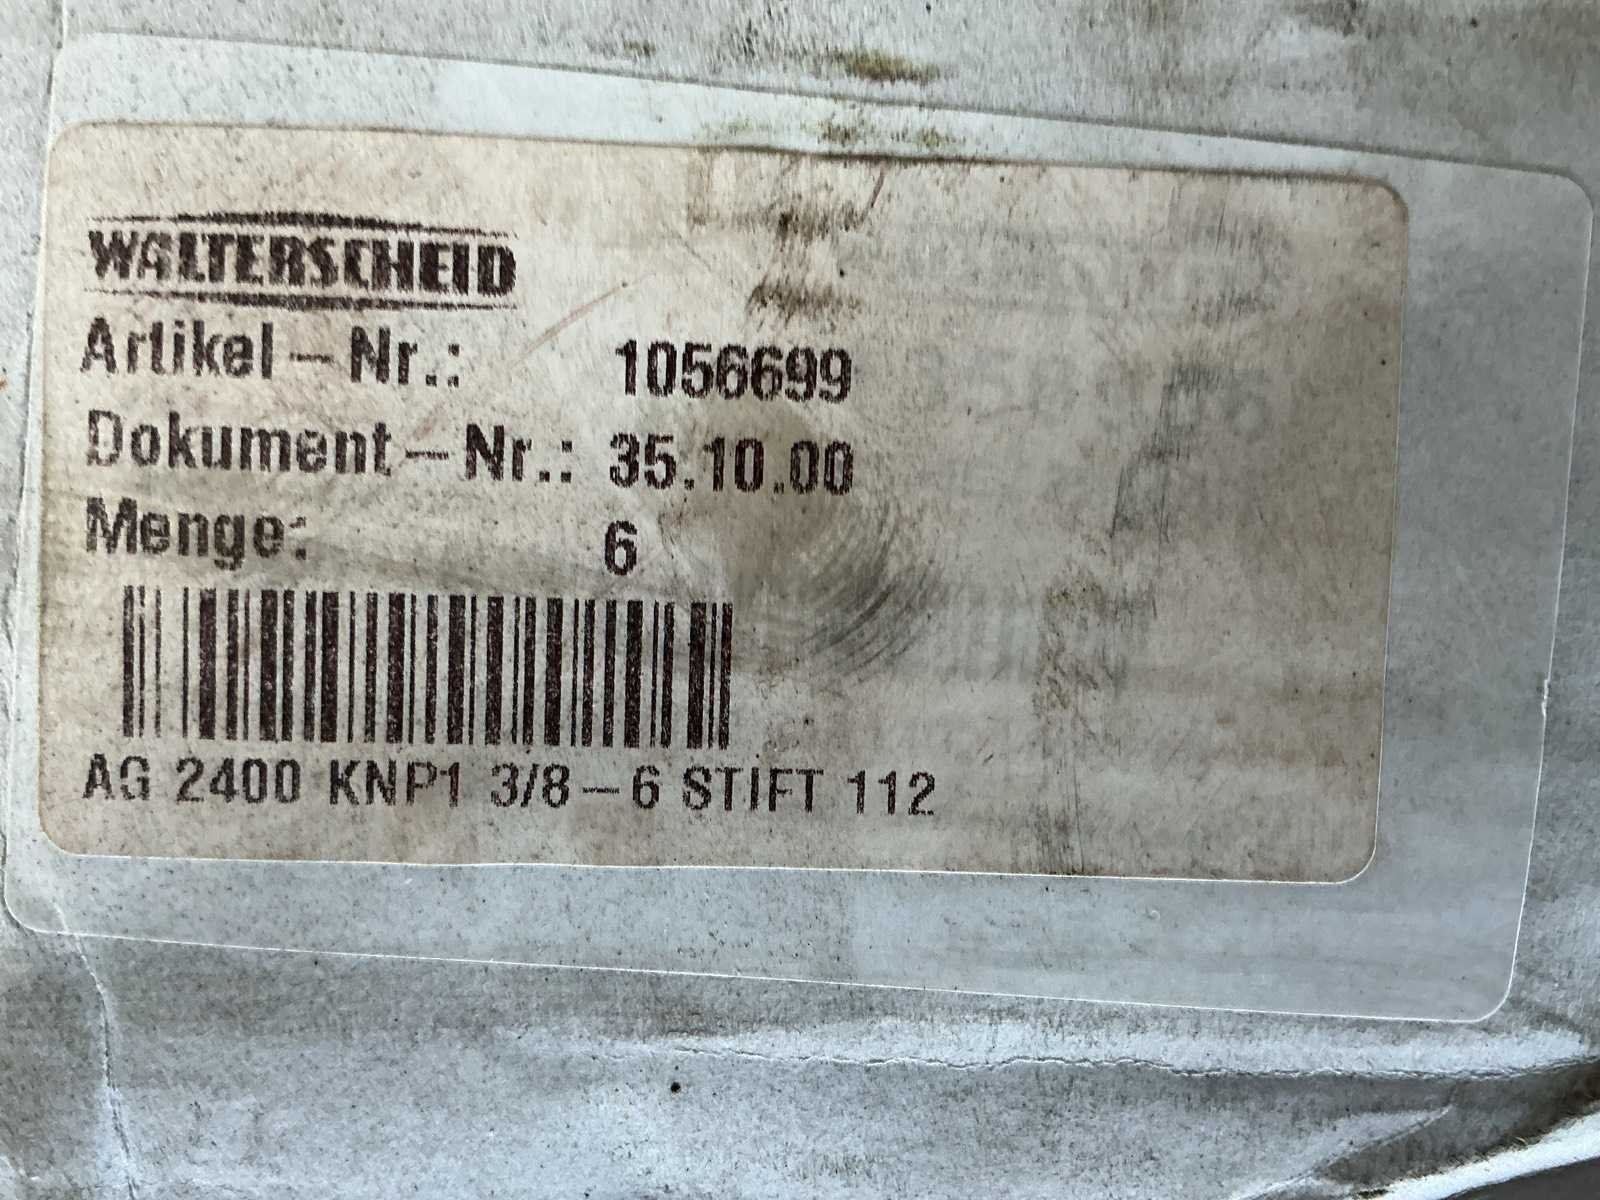 WALTERSCHEID
Artikel-Nr.: 1056699
Dokument-Nr.: 35.10.00
Menge: 6
AG 2400 KNP1 3/8-6 STIFT 112